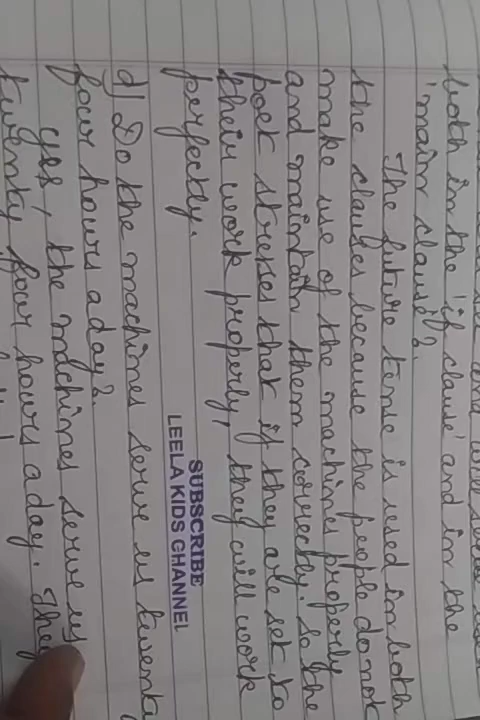 both in the 'if clause' and in the
'main clause'?
The future tense is used in both
the clauses because the people do not
make use of the machines properly
and maintain them correctly. So the
poet stresses that if they are set to
their work properly, they will work
perfectly.
d) Do the machines serve us twenty
four hours a day?
yes, the machines serve us
twenty four hours a day. They
SUBSCRIBE
LEELA KIDS CHANNEL